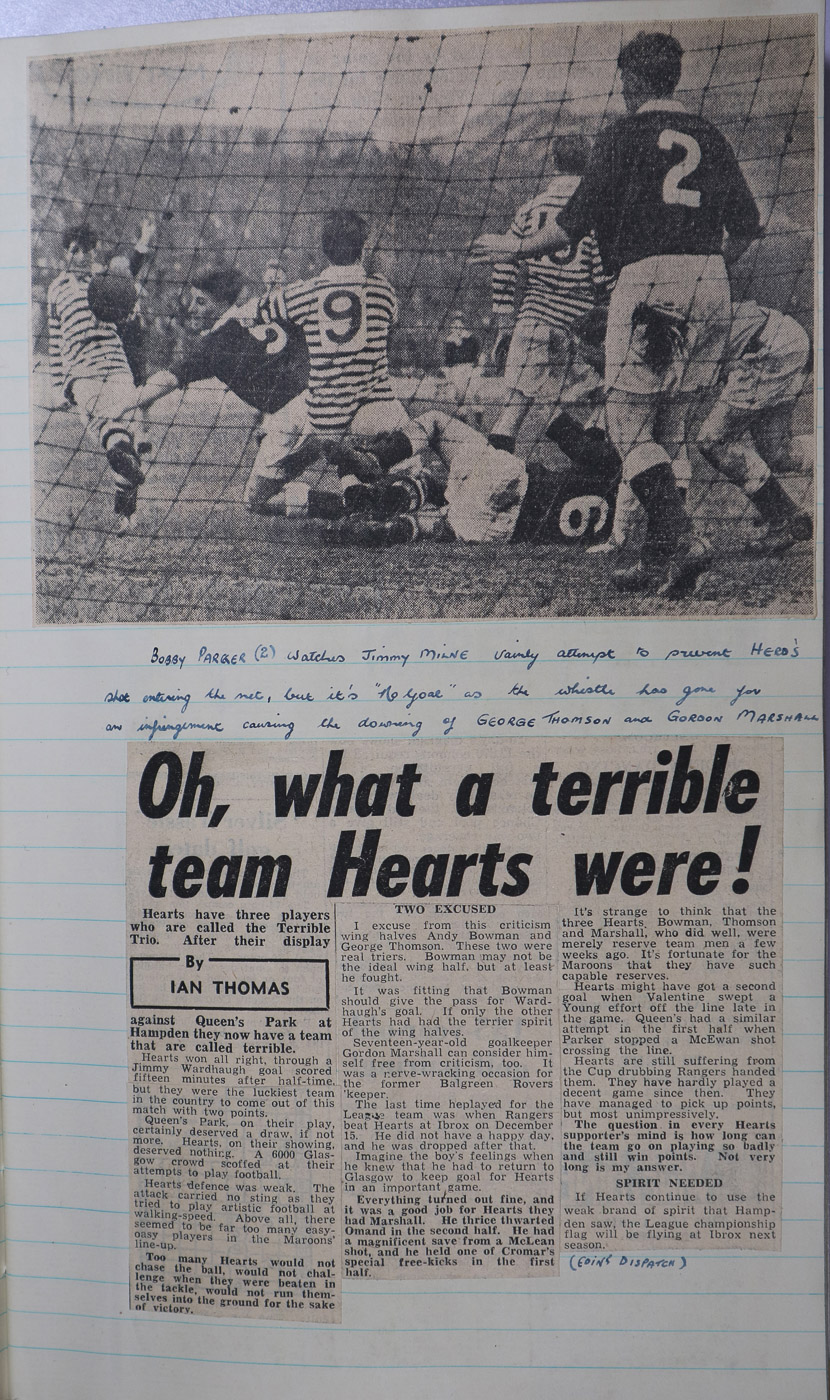 2
9
5
6
Bobby PARKER (2) watches Jimmy MILNE vainly attempt to prevent HERD'S
shot entering the net, but it's "No Goal" as the whistle has gone for
an infringement causing the downing of GEORGE THOMSON and GORDON MARSHALL
Oh, what a terrible
team Hearts were!
Hearts have three players
who are called the Terrible
Trio. After their display
By
IAN THOMAS
against Queen's Park at
Hampden they now have a team
that are called terrible.
Hearts won all right, through a
Jimmy Wardhaugh goal scored
fifteen minutes after half-time,
but they were the luckiest team
in the country to come out of this
match with two points.
Queen's Park, on their play,
certainly deserved a draw, if not
more. Hearts, on their showing,
deserved nothing. A 6000 Glas-
gow crowd scoffed at their
attempts to play football.
Hearts defence was weak. The
attack carried no sting as they
tried to play artistic football at
walking-speed. Above all, there
seemed to be far too many easy-
oasy players in the Maroons'
line-up.
Too many Hearts would not
chase the ball, would not chal-
lenge when they were beaten in
the tackle, would not run them-
selves into the ground for the sake
of victory.
TWO EXCUSED
I excuse from this criticism
wing halves Andy Bowman and
George Thomson. These two were
real triers. Bowman may not be
the ideal wing half, but at least
he fought.
It was fitting that Bowman
should give the pass for Ward-
haugh's goal. If only the other
Hearts had had the terrier spirit
of the wing halves.
Seventeen-year-old goalkeeper
Gordon Marshall can consider him-
self free from criticism, too. It
was a nerve-wracking occasion for
the former Balgreen Rovers
'keeper.
The last time heplayed for the
League team was when Rangers
beat Hearts at Ibrox on December
15. He did not have a happy day,
and he was dropped after that.
Imagine the boy's feelings when
he knew that he had to return to
Glasgow to keep goal for Hearts
in an important game.
Everything turned out fine, and
it was a good job for Hearts they
had Marshall. He thrice thwarted
Omand in the second half. He had
a magnificent save from a McLean
shot, and he held one of Cromar's
special free-kicks in the first
half.
It's strange to think that the
three Hearts, Bowman, Thomson
and Marshall, who did well, were
merely reserve team men a few
weeks ago. It's fortunate for the
Maroons that they have such
capable reserves.
Hearts might have got a second
goal when Valentine swept a
Young effort off the line late in
the game. Queen's had a similar
attempt in the first half when
Parker stopped a McEwan shot
crossing the line.
Hearts are still suffering from
the Cup drubbing Rangers handed
them. They have hardly played a
decent game since then. They
have managed to pick up points,
but most unimpressively.
The question in every Hearts
supporter's mind is how long can
the team go on playing so badly
and still win points. Not very
long is my answer.
SPIRIT NEEDED
If Hearts continue to use the
weak brand of spirit that Hamp-
den saw, the League championship
flag will be flying at Ibrox next
season.
(EDIN? DISPATCH)